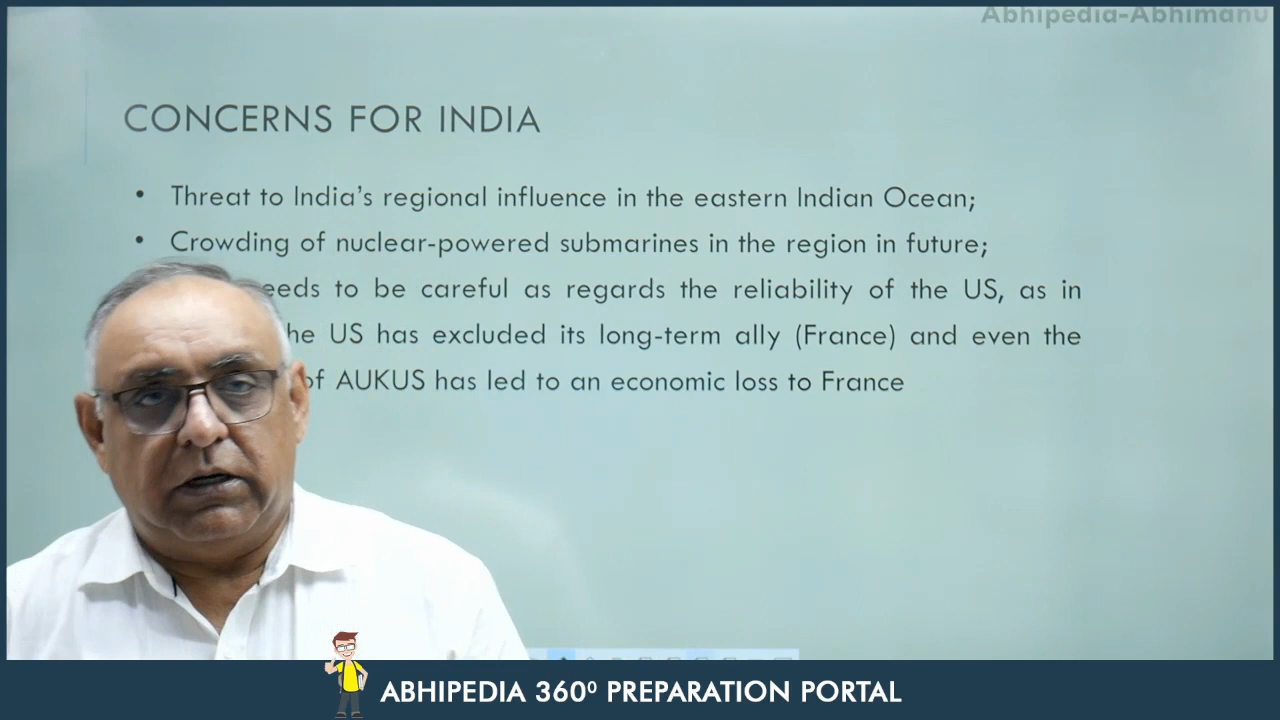 Abhipedia-Abhimanu
CONCERNS FOR INDIA
• Threat to India's regional influence in the eastern Indian Ocean;
• Crowding of nuclear-powered submarines in the region in future;
to be careful as regards the reliability of the US, as in
US has excluded its long-term ally (France) and even the
of AUKUS has led to an economic loss to France
ABHIPEDIA 360⁰ PREPARATION PORTAL